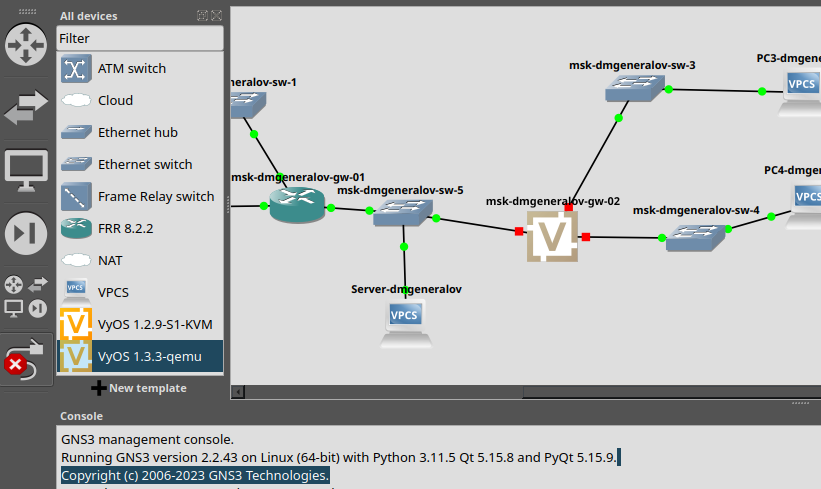 All devices
Filter
ATM switch
Cloud
Ethernet hub
Ethernet switch
Frame Relay switch
FRR 8.2.2
NAT
VPCS
VPCS
VyOS 1.2.9-S1-KVM
VyOS 1.3.3-qemu
New template
neralov-sw-1
msk-dmgeneralov-gw-01
msk-dmgeneralov-sw-5
Server-dmgeneralov
VPCS
msk-dmgeneralov-gw-02
V
msk-dmgeneralov-sw-3
PC3-dmgene
VPCS
msk-dmgeneralov-sw-4
PC4-dmgen
VPCS
Console
GNS3 management console.
Running GNS3 version 2.2.43 on Linux (64-bit) with Python 3.11.5 Qt 5.15.8 and PyQt 5.15.9.
Copyright (c) 2006-2023 GNS3 Technologies.